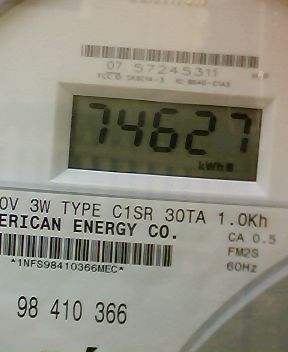 07 57245311
74627
kWh
0V 3W TYPE C1SR 30TA 1.0Kh
ERICAN ENERGY CO.
CA 0.5
FM2S
*1NFS98410366MEC*
60Hz
98 410 366